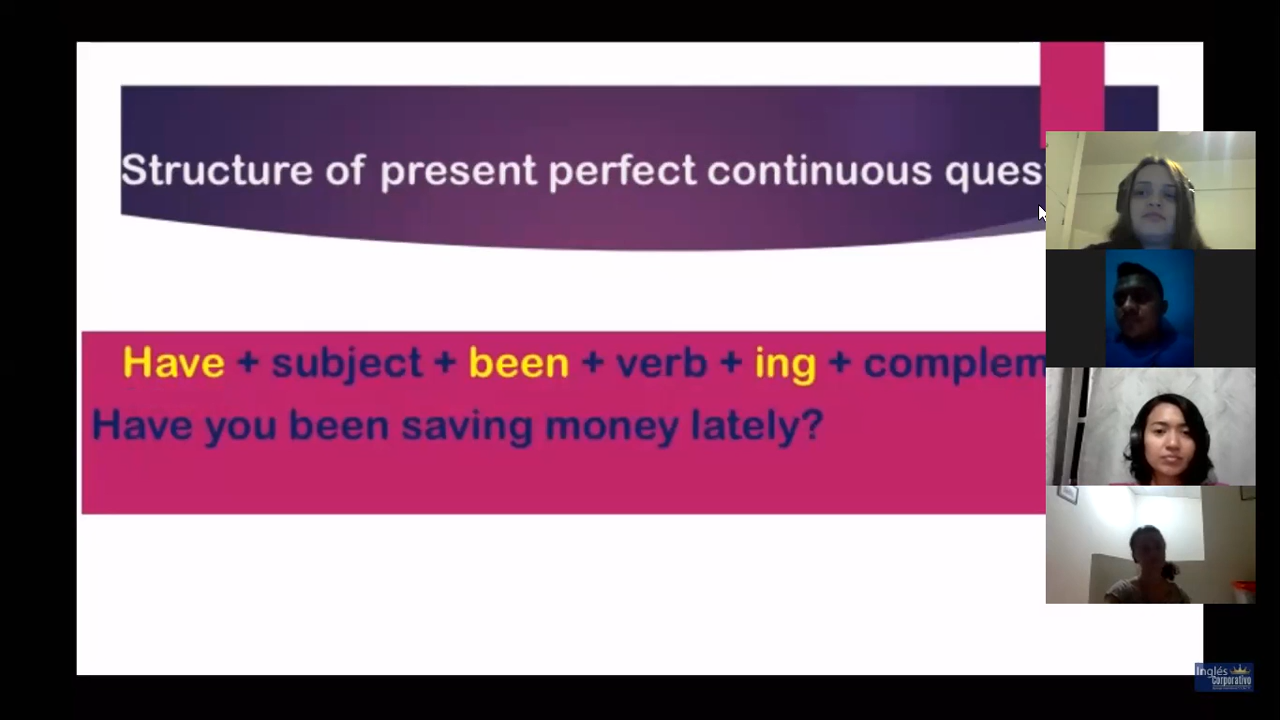 Structure of present perfect continuous ques
Have + subject + been + verb + ing + complem
Have you been saving money lately?
Inglés
Corporativo